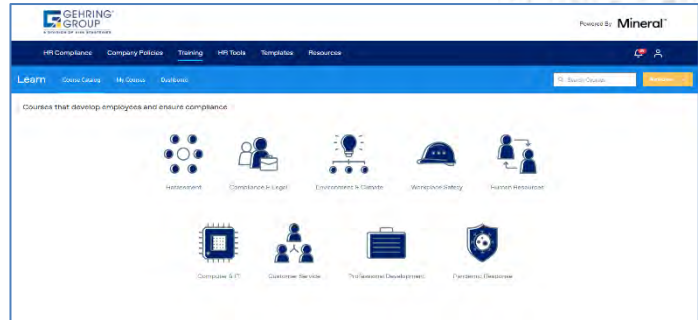 GEHRING
GROUP
Powered By Mineral
HR Compliance Company Policies Training HR Tools Templates Resources
Learn Course Catalog My Courses Dashboard
Search Courses
Courses that develop employees and ensure compliance
Harassment Compliance & Legal Environment & Climate Workplace Safety Human Resources
Computer & IT Customer Service Professional Development Pandemic Response